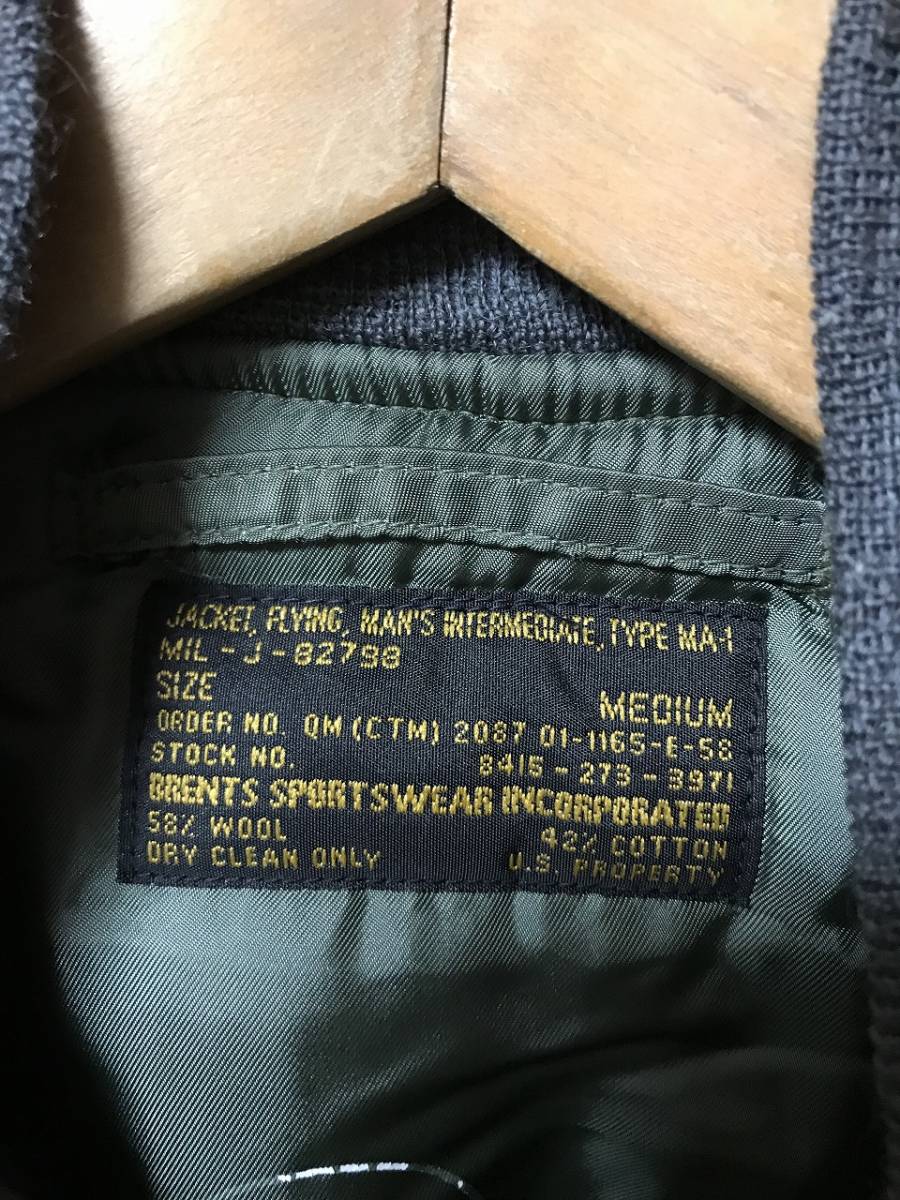 JACKET, FLYING, MAN'S INTERMEDIATE, TYPE MA-1
MIL-J-82798
SIZE MEDIUM
ORDER NO. QM (CTM) 2087 01-1165-E-58
STOCK NO. 8415-273-3971
BRENTS SPORTSWEAR INCORPORATED
58% WOOL 42% COTTON
DRY CLEAN ONLY U.S. PROPERTY